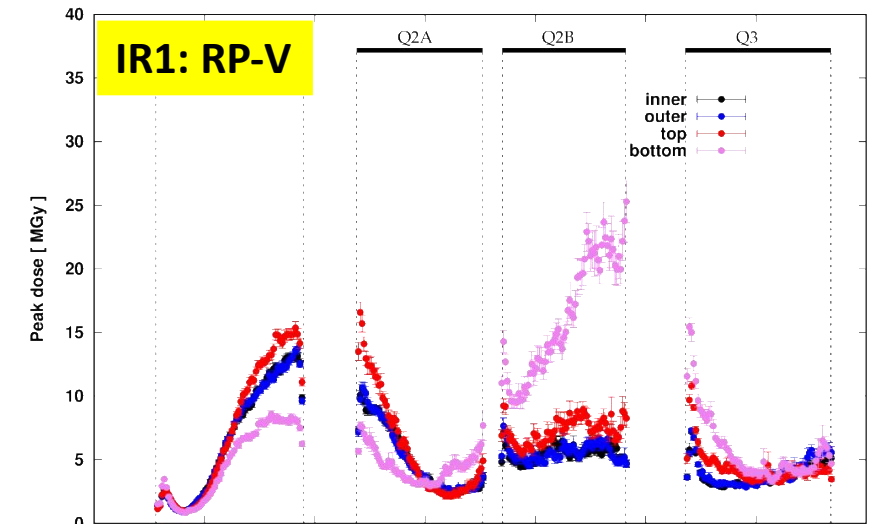 40
Q2A
Q2B
Q3
IR1: RP-V
35
inner
outer
top
bottom
30
25
20
15
10
5
0
Peak dose [ MGy ]